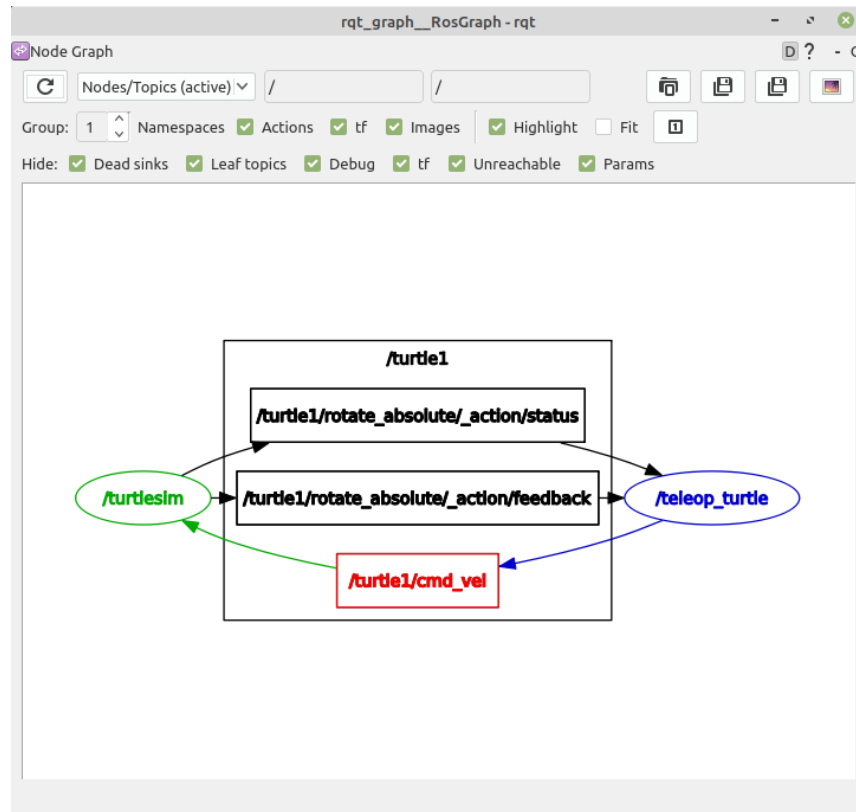 rqt_graph__RosGraph - rqt
Node Graph
D ? -
Nodes/Topics (active) / /
Group: 1 Namespaces Actions tf Images Highlight Fit 1
Hide: Dead sinks Leaf topics Debug tf Unreachable Params
/turtle1
/turtle1/rotate_absolute/_action/status
/turtlesim /turtle1/rotate_absolute/_action/feedback /teleop_turtle
/turtle1/cmd_vel